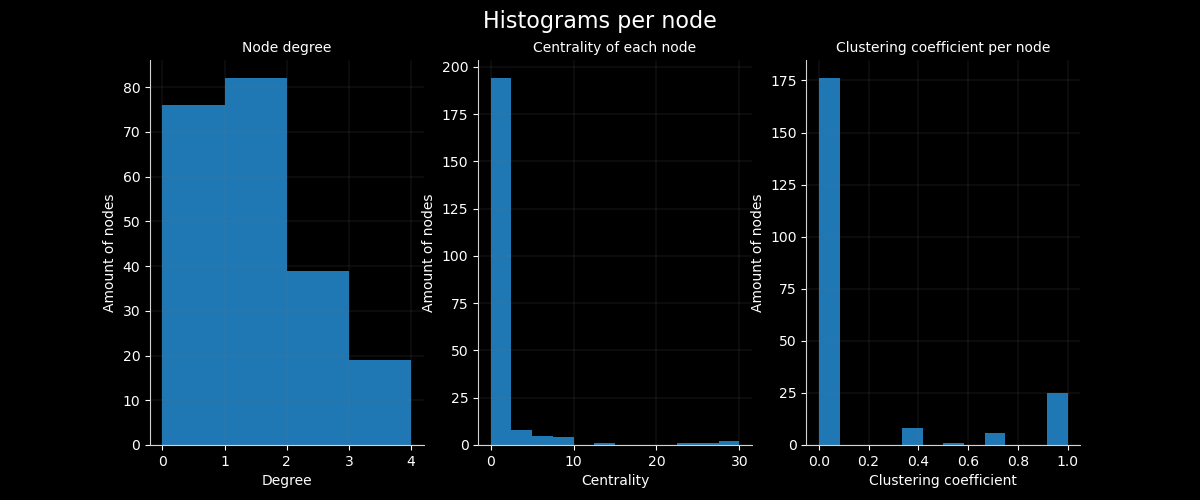 Histograms per node
Node degree
Amount of nodes
80
70
60
50
40
30
20
10
0
0 1 2 3 4
Degree
Centrality of each node
Amount of nodes
200
175
150
125
100
75
50
25
0
0 10 20 30
Centrality
Clustering coefficient per node
Amount of nodes
175
150
125
100
75
50
25
0
0.0 0.2 0.4 0.6 0.8 1.0
Clustering coefficient